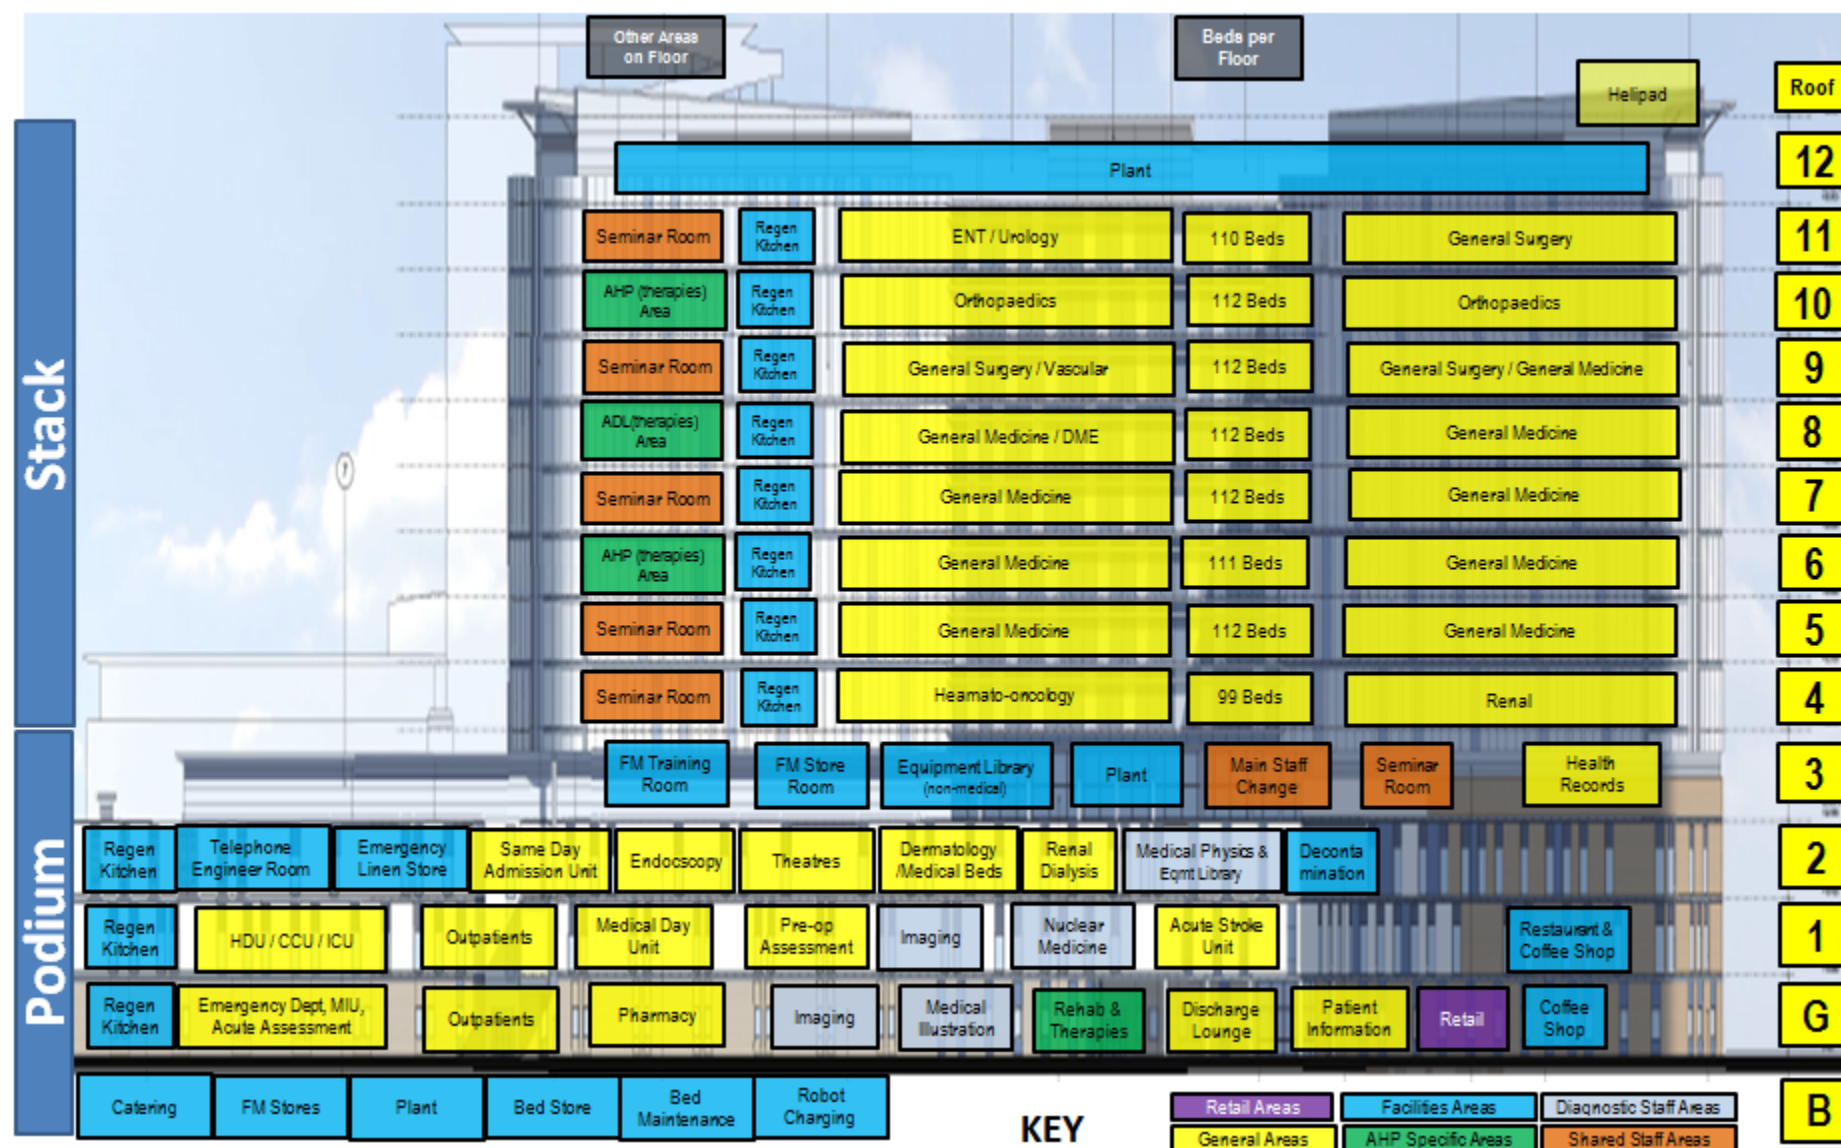 Other Areas
on Floor
Beds per
Floor
Helipad
Roof
Stack
Plant
12
Seminar Room
Regen
Kitchen
ENT / Urology
110 Beds
General Surgery
11
AHP (therapies)
Area
Regen
Kitchen
Orthopaedics
112 Beds
Orthopaedics
10
Seminar Room
Regen
Kitchen
General Surgery / Vascular
112 Beds
General Surgery / General Medicine
9
ADL(therapies)
Area
Regen
Kitchen
General Medicine / DME
112 Beds
General Medicine
8
Seminar Room
Regen
Kitchen
General Medicine
112 Beds
General Medicine
7
AHP (therapies)
Area
Regen
Kitchen
General Medicine
111 Beds
General Medicine
6
Seminar Room
Regen
Kitchen
General Medicine
112 Beds
General Medicine
5
Seminar Room
Regen
Kitchen
Heamato-oncology
99 Beds
Renal
4
Podium
FM Training
Room
FM Store
Room
Equipment Library
(non-medical)
Plant
Main Staff
Change
Seminar
Room
Health
Records
3
Regen
Kitchen
Telephone
Engineer Room
Emergency
Linen Store
Same Day
Admission Unit
Endocscopy
Theatres
Dermatology
/Medical Beds
Renal
Dialysis
Medical Physics &
Eqmt Library
Deconta
mination
2
Regen
Kitchen
HDU / CCU / ICU
Outpatients
Medical Day
Unit
Pre-op
Assessment
Imaging
Nuclear
Medicine
Acute Stroke
Unit
Restaurant &
Coffee Shop
1
Regen
Kitchen
Emergency Dept, MIU,
Acute Assessment
Outpatients
Pharmacy
Imaging
Medical
Illustration
Rehab &
Therapies
Discharge
Lounge
Patient
Information
Retail
Coffee
Shop
G
Catering
FM Stores
Plant
Bed Store
Bed
Maintenance
Robot
Charging
B
KEY
Retail Areas
Facilities Areas
Diagnostic Staff Areas
General Areas
AHP Specific Areas
Shared Staff Areas